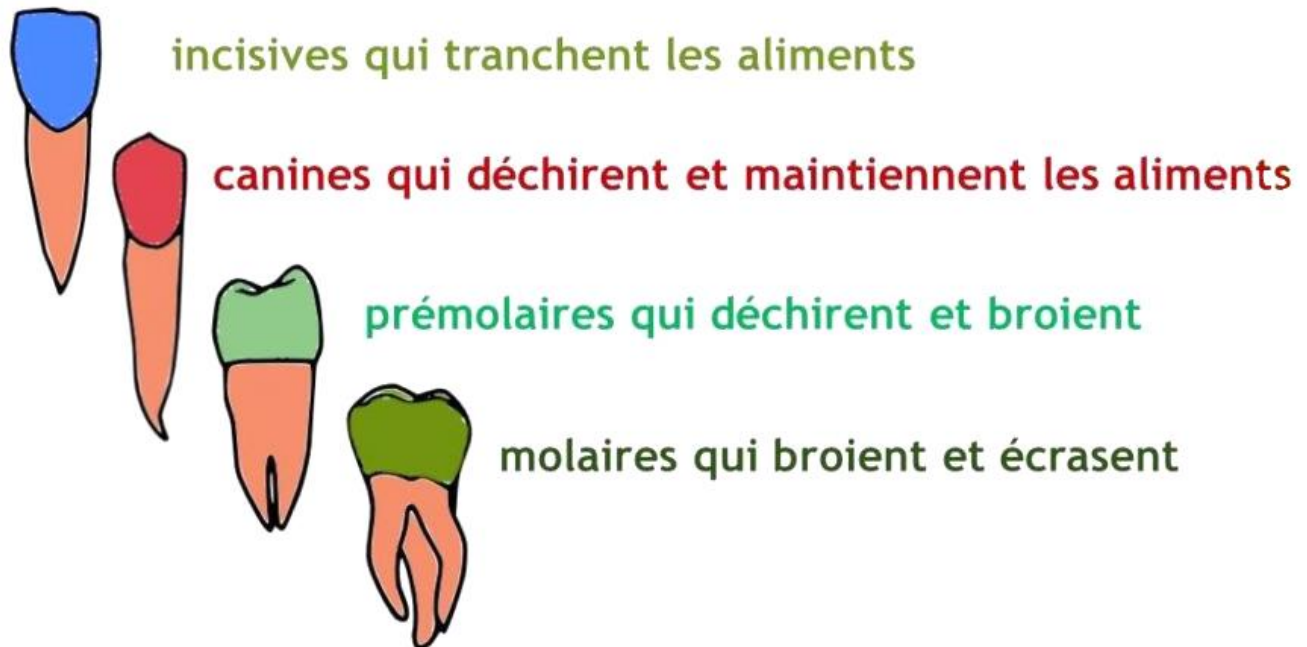 incisives qui tranchent les aliments
canines qui déchirent et maintiennent les aliments
prémolaires qui déchirent et broient
molaires qui broient et écrasent